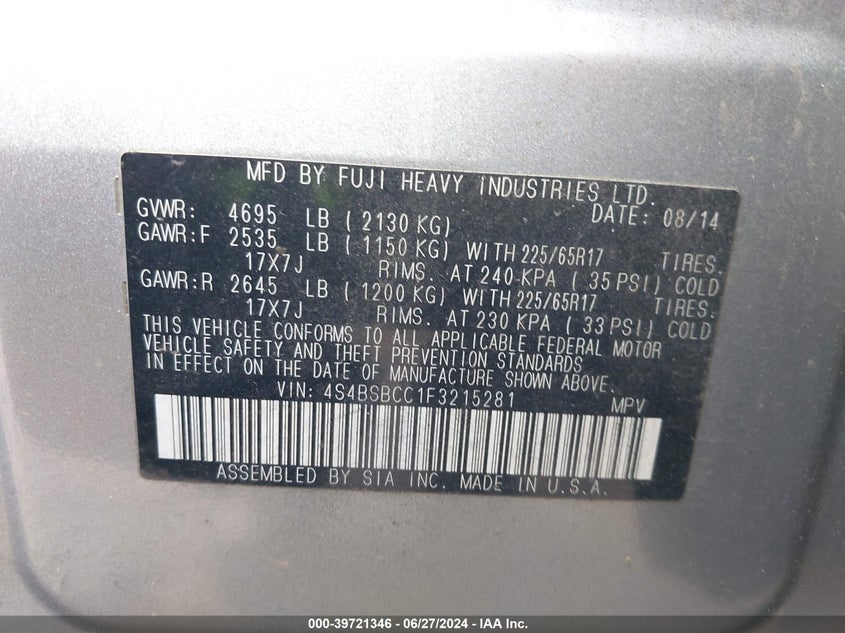 MFD BY FUJI HEAVY INDUSTRIES LTD.
DATE: 08/14
GVWR: 4695 LB ( 2130 KG)
GAWR:F 2535 LB ( 1150 KG) WITH 225/65R17 TIRES.
17X7J RIMS. AT 240 KPA ( 35 PSI) COLD
GAWR:R 2645 LB ( 1200 KG) WITH 225/65R17 TIRES.
17X7J RIMS. AT 230 KPA ( 33 PSI) COLD
THIS VEHICLE CONFORMS TO ALL APPLICABLE FEDERAL MOTOR
VEHICLE SAFETY AND THEFT PREVENTION STANDARDS
IN EFFECT ON THE DATE OF MANUFACTURE SHOWN ABOVE.
VIN: 4S4BSBCC1F3215281 MPV
ASSEMBLED BY SIA INC. MADE IN U.S.A.
000-39721346 - 06/27/2024 - IAA Inc.